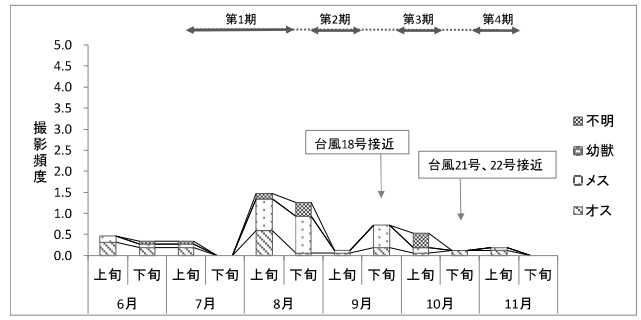 第1期 第2期 第3期 第4期
5.0
4.5
4.0
3.5
3.0
2.5
2.0
1.5
1.0
0.5
0.0
撮影頻度
台風18号接近
台風21号、22号接近
不明
幼獣
メス
オス
上旬 下旬 上旬 下旬 上旬 下旬 上旬 下旬 上旬 下旬 上旬 下旬
6月 7月 8月 9月 10月 11月